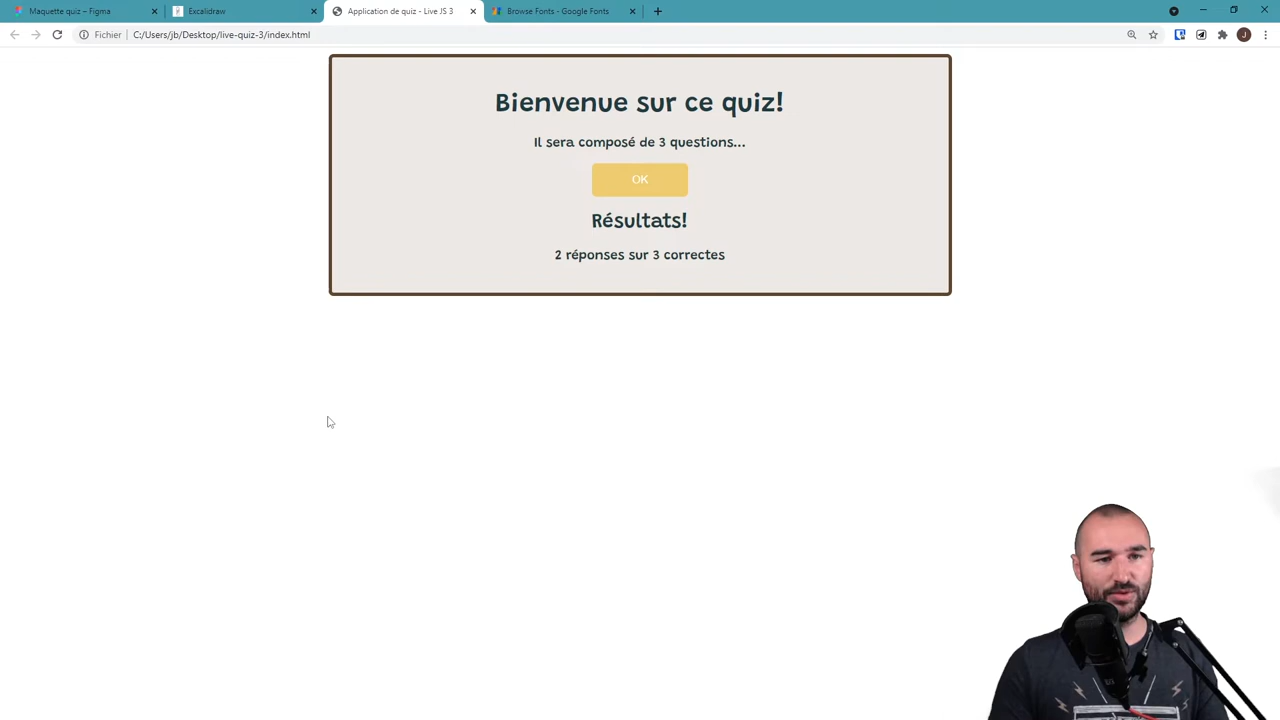 Maquette quiz – Figma
Excalidraw
Application de quiz - Live JS 3
Browse Fonts - Google Fonts
Fichier
C:/Users/jb/Desktop/live-quiz-3/index.html
J
Bienvenue sur ce quiz!
Il sera composé de 3 questions...
OK
Résultats!
2 réponses sur 3 correctes